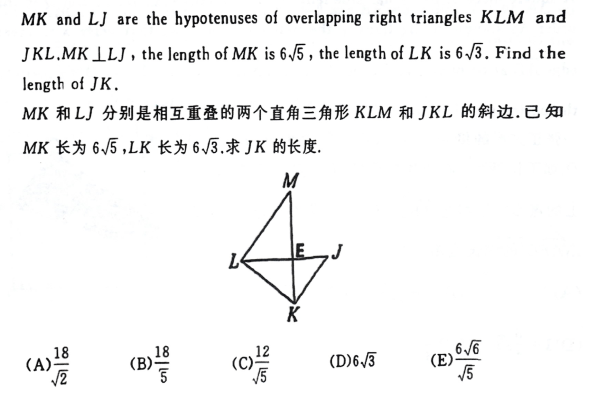 MK and LJ are the hypotenuses of overlapping right triangles KLM and
JKL.MK⊥LJ, the length of MK is 6√5, the length of LK is 6√3. Find the
length of JK.
MK 和 LJ 分别是相互重叠的两个直角三角形 KLM 和 JKL 的斜边.已知
MK 长为 6√5,LK 长为 6√3.求 JK 的长度.
M
L E J
K
(A) 18/√2 (B) 18/5 (C) 12/√5 (D) 6√3 (E) 6√6/√5